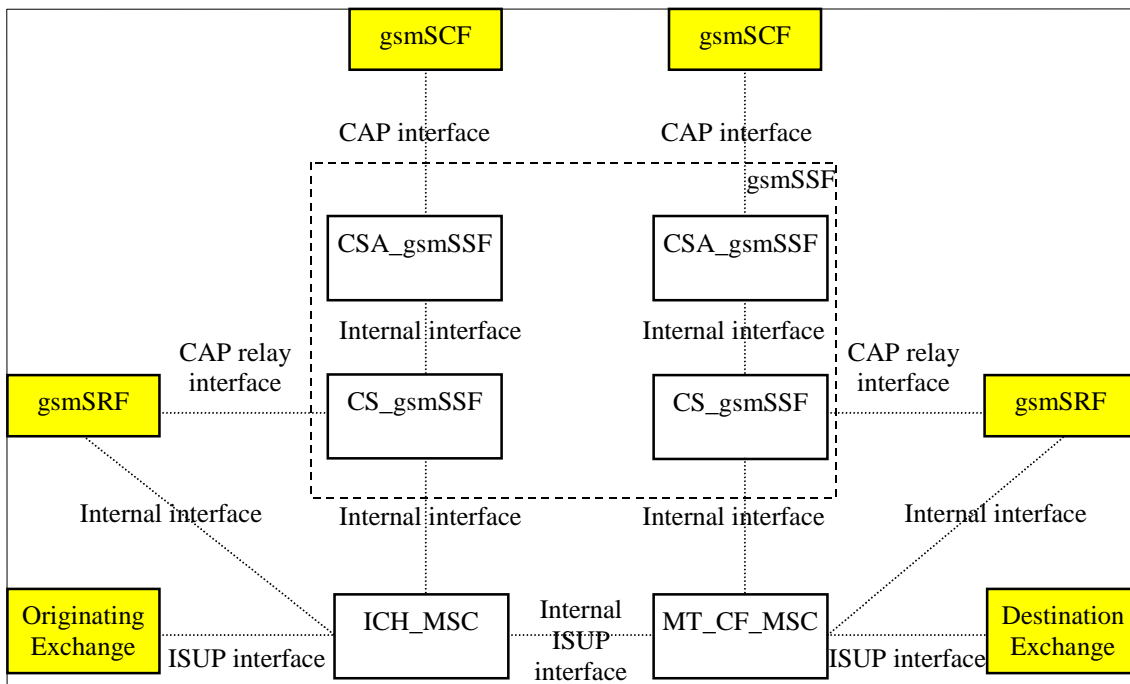 gsmSCF
gsmSCF
CAP interface
CAP interface
gsmSSF
CSA_gsmSSF
CSA_gsmSSF
Internal interface
Internal interface
CAP relay
interface
CAP relay
interface
gsmSRF
CS_gsmSSF
CS_gsmSSF
gsmSRF
Internal interface
Internal interface
Internal interface
Internal interface
Originating
Exchange
ISUP interface
ICH_MSC
Internal
ISUP
interface
MT_CF_MSC
ISUP interface
Destination
Exchange